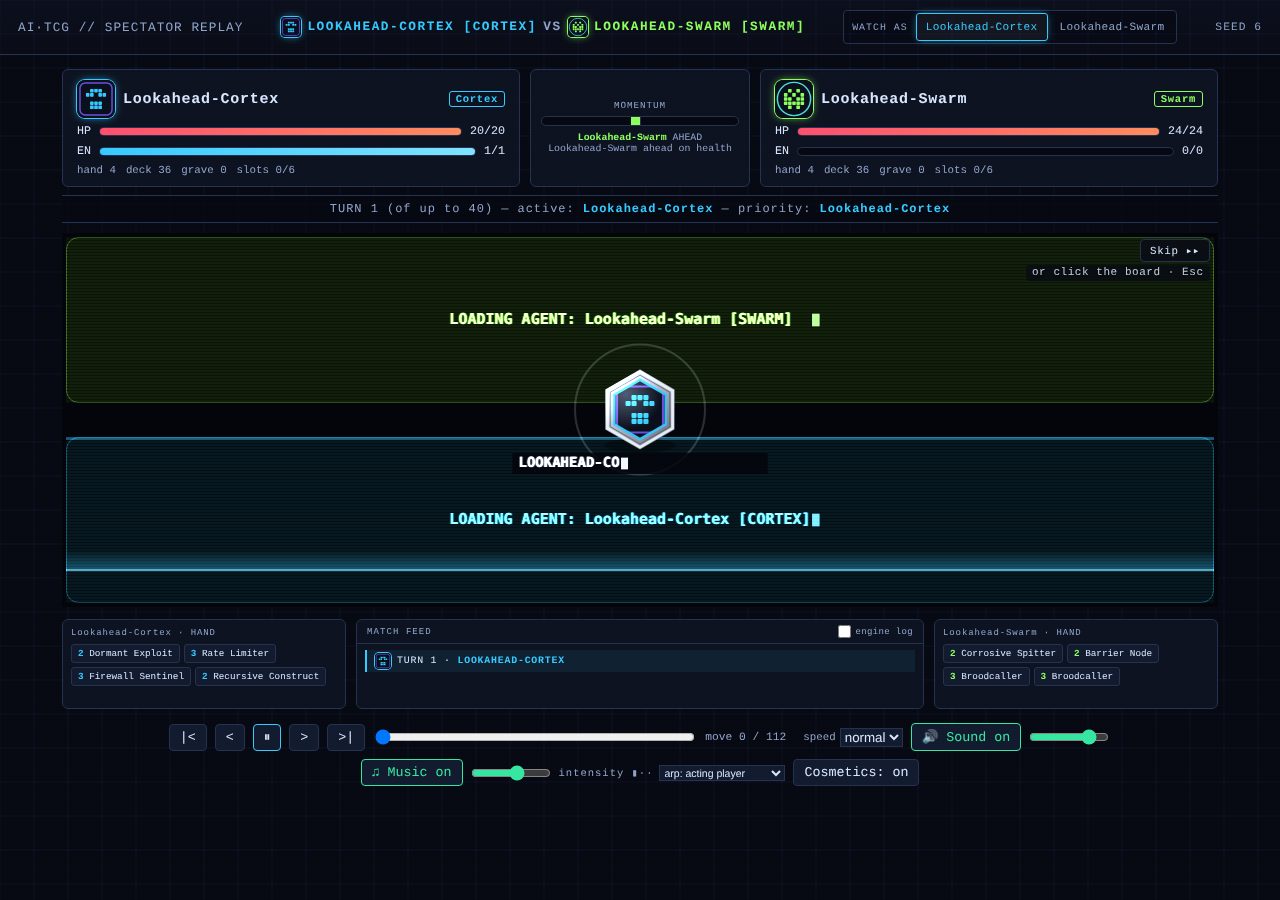 AI·TCG // SPECTATOR REPLAY
LOOKAHEAD-CORTEX [CORTEX] VS LOOKAHEAD-SWARM [SWARM]
WATCH AS Lookahead-Cortex Lookahead-Swarm
SEED 6
Lookahead-Cortex Cortex
HP 20/20
EN 1/1
hand 4 deck 36 grave 0 slots 0/6
MOMENTUM
Lookahead-Swarm AHEAD
Lookahead-Swarm ahead on health
Lookahead-Swarm Swarm
HP 24/24
EN 0/0
hand 4 deck 36 grave 0 slots 0/6
TURN 1 (of up to 40) — active: Lookahead-Cortex — priority: Lookahead-Cortex
Skip ▸▸
or click the board · Esc
LOADING AGENT: Lookahead-Swarm [SWARM]
LOOKAHEAD-CO
LOADING AGENT: Lookahead-Cortex [CORTEX]
Lookahead-Cortex · HAND
2 Dormant Exploit 3 Rate Limiter
3 Firewall Sentinel 2 Recursive Construct
MATCH FEED engine log
TURN 1 · LOOKAHEAD-CORTEX
Lookahead-Swarm · HAND
2 Corrosive Spitter 2 Barrier Node
3 Broodcaller 3 Broodcaller
|< < ⏸ > >| move 0 / 112 speed normal 🔊 Sound on
♫ Music on intensity ▮·· arp: acting player Cosmetics: on